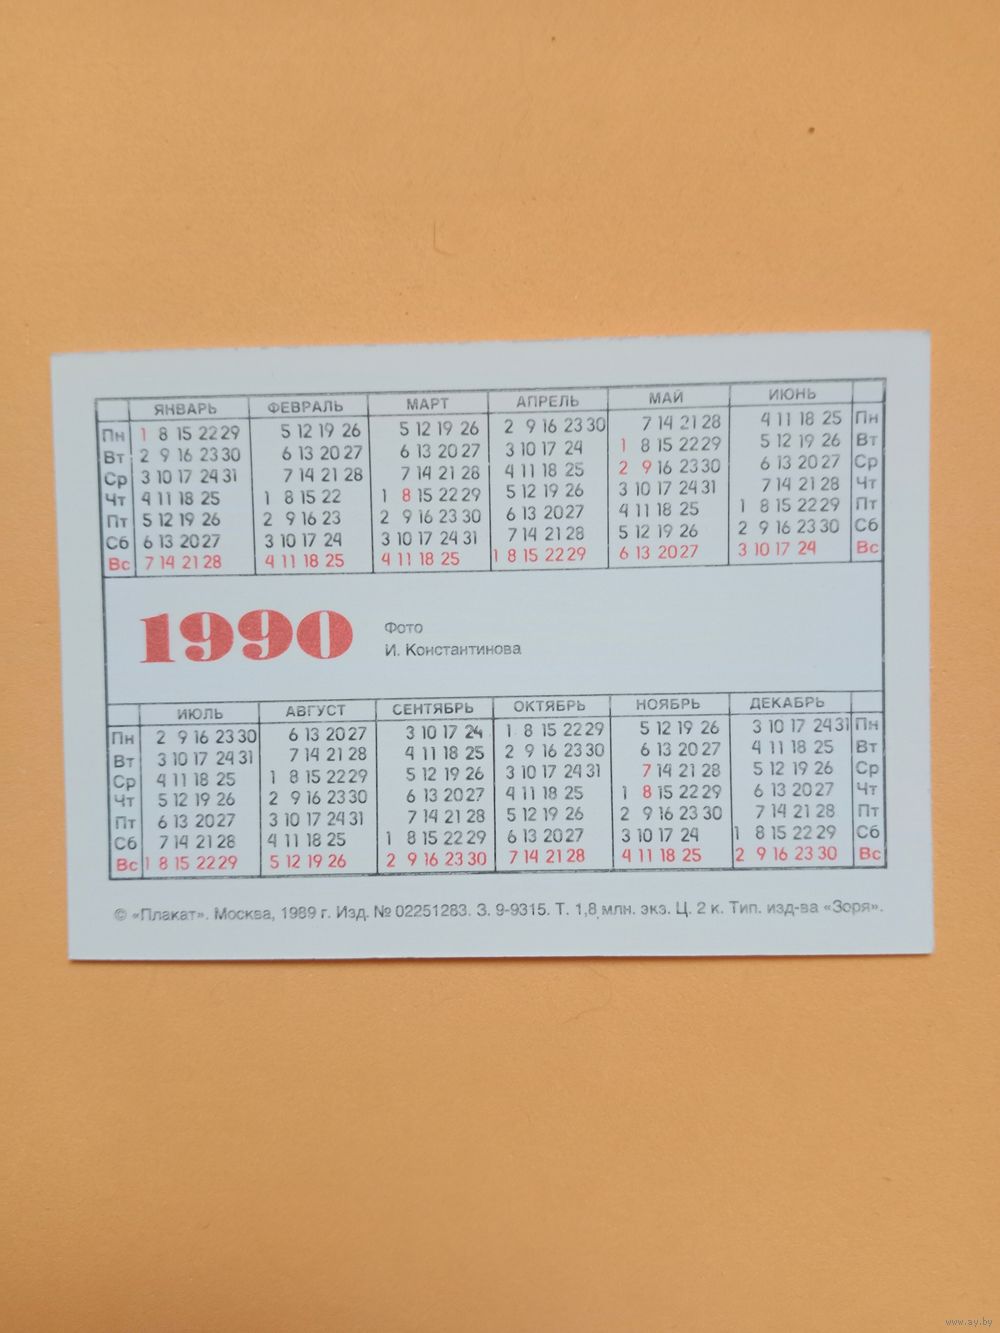 ЯНВАРЬ ФЕВРАЛЬ МАРТ АПРЕЛЬ МАЙ ИЮНЬ
Пн 1 8 15 22 29 5 12 19 26 5 12 19 26 2 9 16 23 30 7 14 21 28 4 11 18 25 Пн
Вт 2 9 16 23 30 6 13 20 27 6 13 20 27 3 10 17 24 1 8 15 22 29 5 12 19 26 Вт
Ср 3 10 17 24 31 7 14 21 28 7 14 21 28 4 11 18 25 2 9 16 23 30 6 13 20 27 Ср
Чт 4 11 18 25 1 8 15 22 1 8 15 22 29 5 12 19 26 3 10 17 24 31 7 14 21 28 Чт
Пт 5 12 19 26 2 9 16 23 2 9 16 23 30 6 13 20 27 4 11 18 25 1 8 15 22 29 Пт
Сб 6 13 20 27 3 10 17 24 3 10 17 24 31 7 14 21 28 5 12 19 26 2 9 16 23 30 Сб
Вс 7 14 21 28 4 11 18 25 4 11 18 25 1 8 15 22 29 6 13 20 27 3 10 17 24 Вс
1990
Фото
И. Константинова
ИЮЛЬ АВГУСТ СЕНТЯБРЬ ОКТЯБРЬ НОЯБРЬ ДЕКАБРЬ
Пн 2 9 16 23 30 6 13 20 27 3 10 17 24 1 8 15 22 29 5 12 19 26 3 10 17 24 31 Пн
Вт 3 10 17 24 31 7 14 21 28 4 11 18 25 2 9 16 23 30 6 13 20 27 4 11 18 25 Вт
Ср 4 11 18 25 1 8 15 22 29 5 12 19 26 3 10 17 24 31 7 14 21 28 5 12 19 26 Ср
Чт 5 12 19 26 2 9 16 23 30 6 13 20 27 4 11 18 25 1 8 15 22 29 6 13 20 27 Чт
Пт 6 13 20 27 3 10 17 24 31 7 14 21 28 5 12 19 26 2 9 16 23 30 7 14 21 28 Пт
Сб 7 14 21 28 4 11 18 25 1 8 15 22 29 6 13 20 27 3 10 17 24 1 8 15 22 29 Сб
Вс 1 8 15 22 29 5 12 19 26 2 9 16 23 30 7 14 21 28 4 11 18 25 2 9 16 23 30 Вс
© «Плакат». Москва, 1989 г. Изд. № 02251283. З. 9-9315. Т. 1,8 млн. экз. Ц. 2 к. Тип. изд-ва «Зоря».
www.ay.by